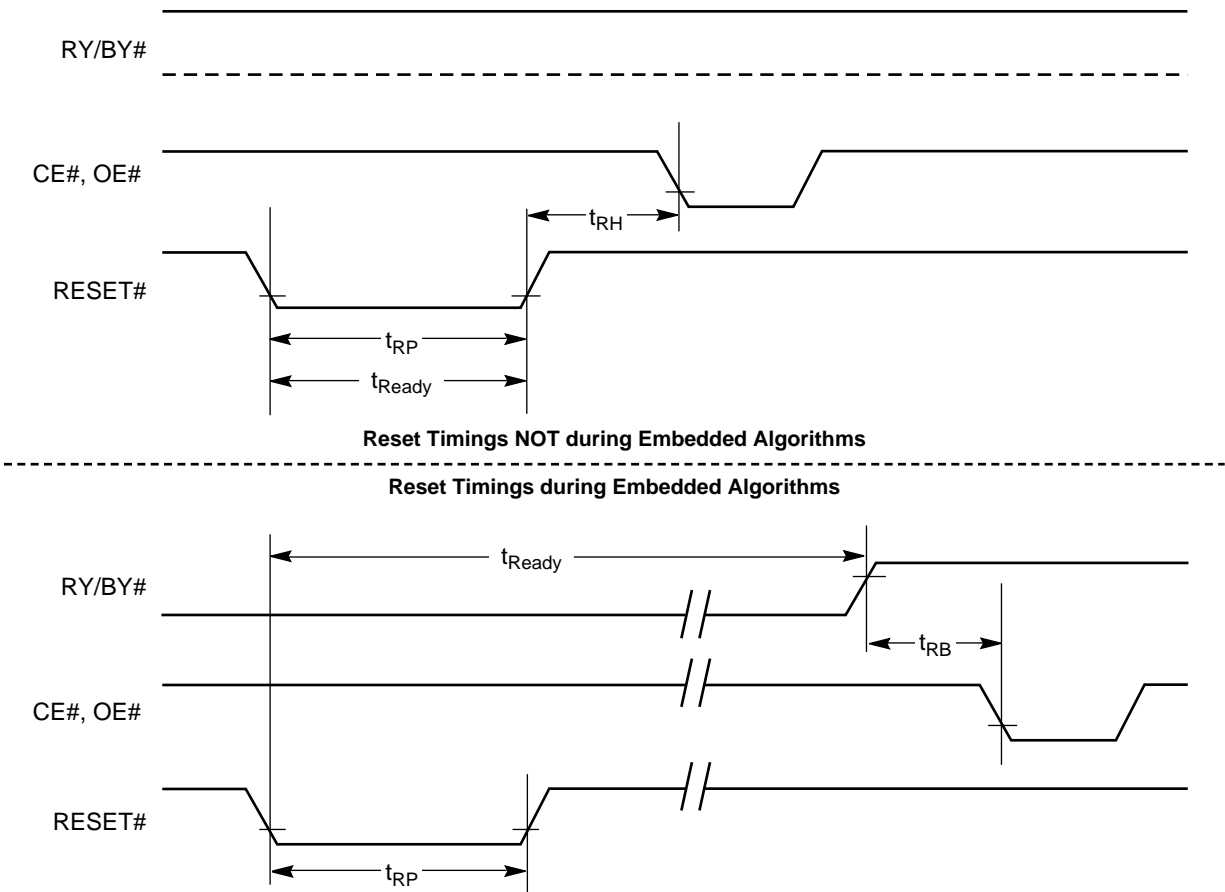 RY/BY#
CE#, OE#
tRH
RESET#
tRP
tReady
Reset Timings NOT during Embedded Algorithms
Reset Timings during Embedded Algorithms
tReady
RY/BY#
tRB
CE#, OE#
RESET#
tRP